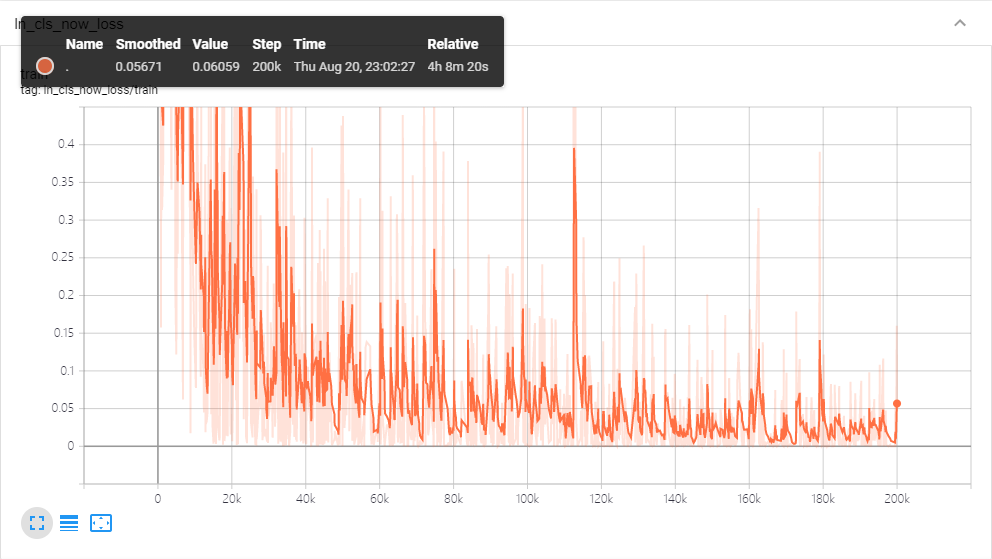 ln_cls_now_loss
Name Smoothed Value Step Time Relative
. 0.05671 0.06059 200k Thu Aug 20, 23:02:27 4h 8m 20s
train
tag: ln_cls_now_loss/train
0.4
0.35
0.3
0.25
0.2
0.15
0.1
0.05
0
0 20k 40k 60k 80k 100k 120k 140k 160k 180k 200k